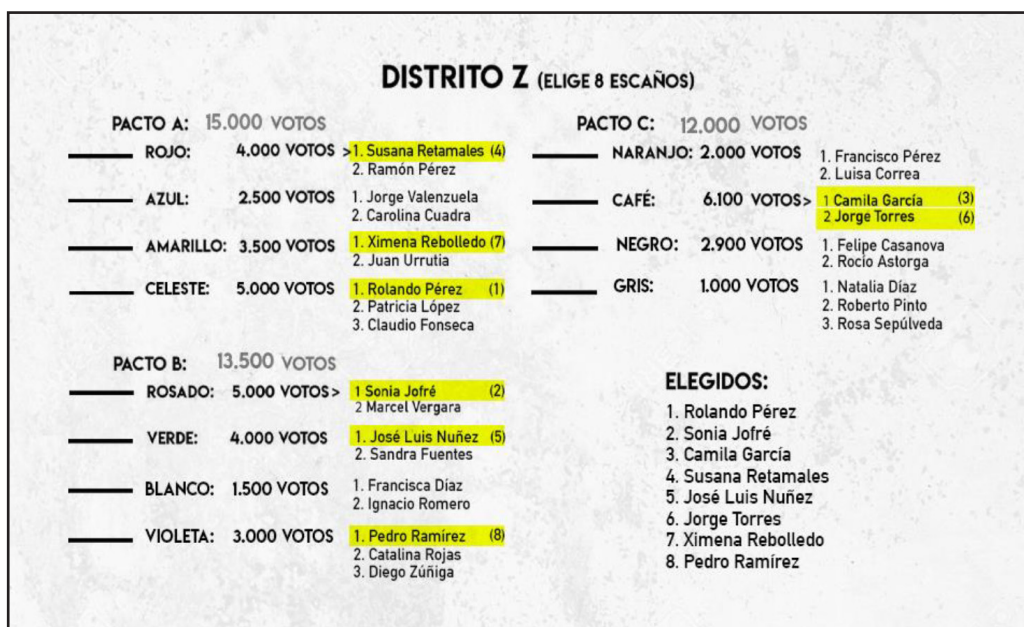 DISTRITO Z (ELIGE 8 ESCAÑOS)
PACTO A: 15.000 VOTOS
ROJO: 4.000 VOTOS >1. Susana Retamales (4)
2. Ramón Pérez
AZUL: 2.500 VOTOS 1. Jorge Valenzuela
2. Carolina Cuadra
AMARILLO: 3.500 VOTOS 1. Ximena Rebolledo (7)
2. Juan Urrutia
CELESTE: 5.000 VOTOS 1. Rolando Pérez (1)
2. Patricia López
3. Claudio Fonseca
PACTO B: 13.500 VOTOS
ROSADO: 5.000 VOTOS> 1 Sonia Jofré (2)
2 Marcel Vergara
VERDE: 4.000 VOTOS 1. José Luis Nuñez (5)
2. Sandra Fuentes
BLANCO: 1.500 VOTOS 1. Francisca Díaz
2. Ignacio Romero
VIOLETA: 3.000 VOTOS 1. Pedro Ramírez (8)
2. Catalina Rojas
3. Diego Zúñiga
PACTO C: 12.000 VOTOS
NARANJO: 2.000 VOTOS 1. Francisco Pérez
2. Luisa Correa
CAFÉ: 6.100 VOTOS> 1 Camila García (3)
2 Jorge Torres (6)
NEGRO: 2.900 VOTOS 1. Felipe Casanova
2. Rocío Astorga
GRIS: 1.000 VOTOS 1. Natalia Díaz
2. Roberto Pinto
3. Rosa Sepúlveda
ELEGIDOS:
1. Rolando Pérez
2. Sonia Jofré
3. Camila García
4. Susana Retamales
5. José Luis Nuñez
6. Jorge Torres
7. Ximena Rebolledo
8. Pedro Ramírez